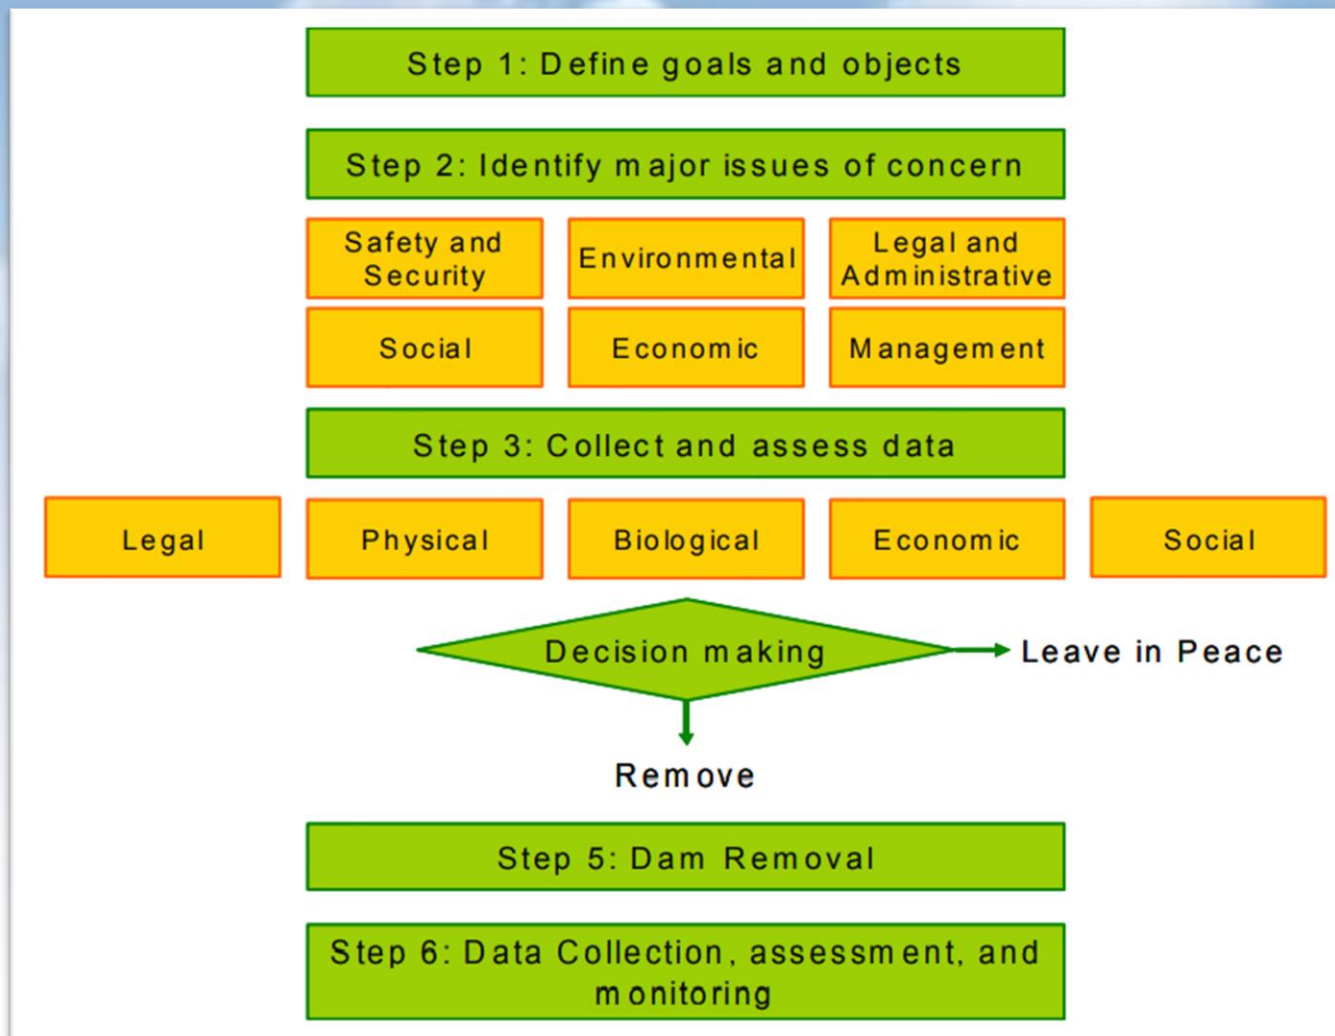 Step 1: Define goals and objects
Step 2: Identify major issues of concern
Safety and
Security
Environmental
Legal and
Administrative
Social
Economic
Management
Step 3: Collect and assess data
Legal
Physical
Biological
Economic
Social
Decision making
Leave in Peace
Remove
Step 5: Dam Removal
Step 6: Data Collection, assessment, and
monitoring